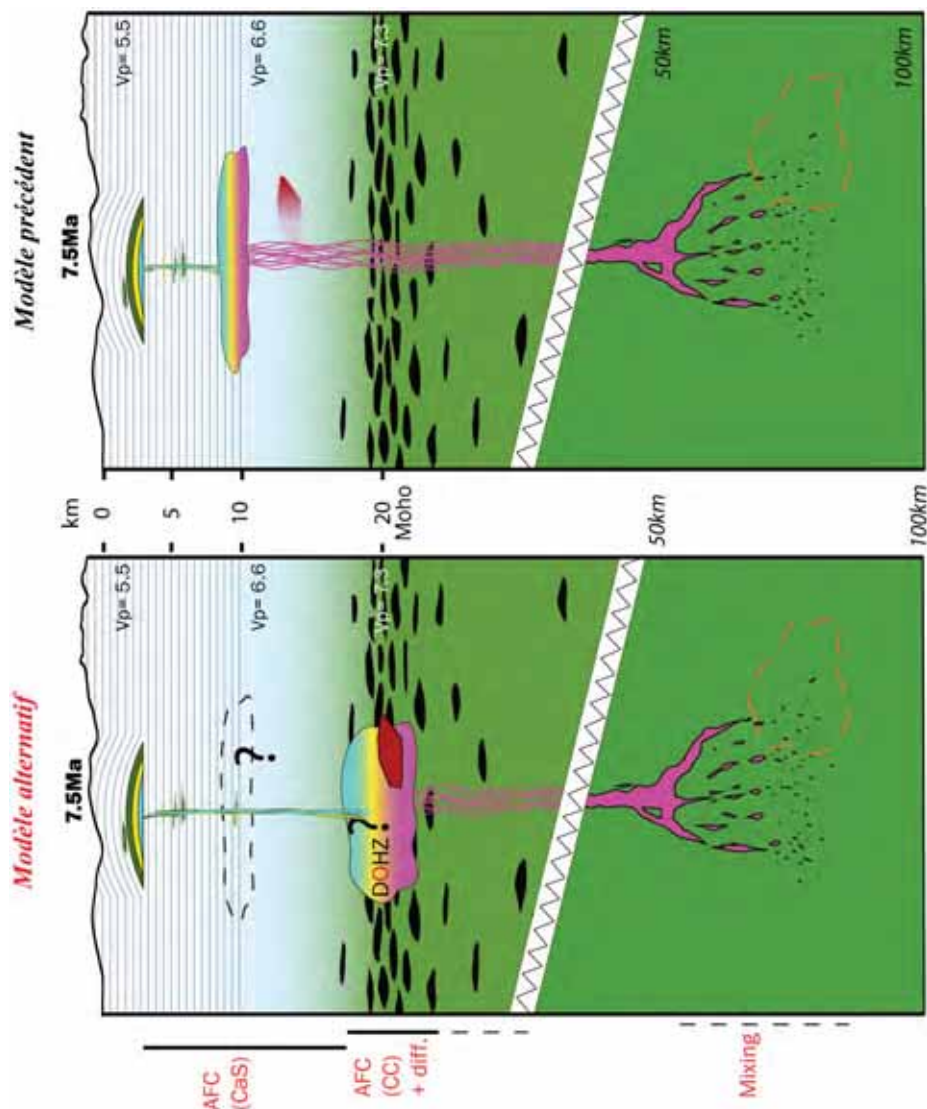 Modèle précédent
7.5Ma
Vp= 5.5
Vp= 6.6
Vp= 7.3
50km
100km
km
0
5
10
20
Moho
50km
100km
Modèle alternatif
7.5Ma
Vp= 5.5
Vp= 6.6
Vp= 7.3
?
DOHZ
?
AFC
(CaS)
AFC
(CC)
+ diff.
Mixing